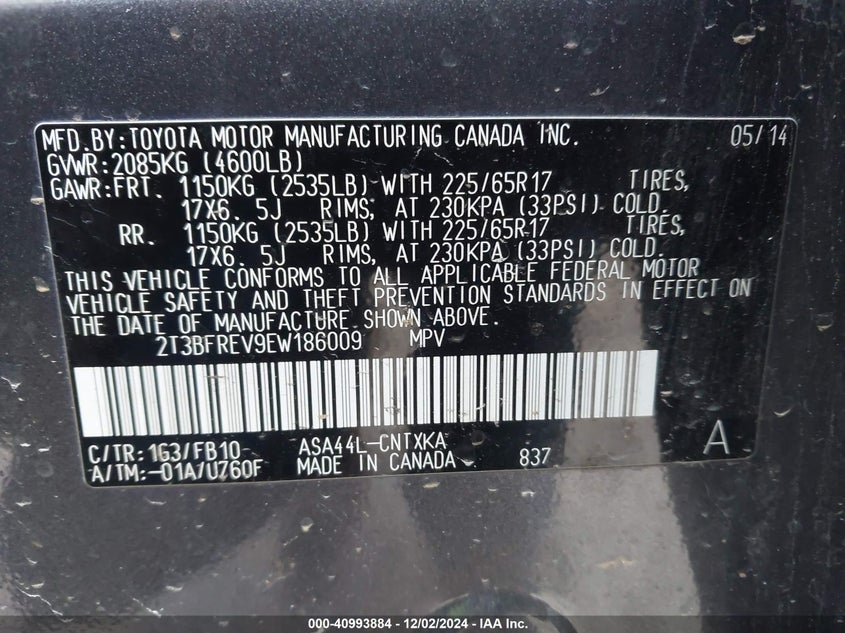 MFD.BY:TOYOTA MOTOR MANUFACTURING CANADA INC. 05/14
GVWR:2085KG (4600LB)
GAWR:FRT. 1150KG (2535LB) WITH 225/65R17 TIRES,
17X6. 5J RIMS, AT 230KPA (33PSI) COLD.
RR. 1150KG (2535LB) WITH 225/65R17 TIRES,
17X6. 5J RIMS, AT 230KPA (33PSI) COLD.
THIS VEHICLE CONFORMS TO ALL APPLICABLE FEDERAL MOTOR
VEHICLE SAFETY AND THEFT PREVENTION STANDARDS IN EFFECT ON
THE DATE OF MANUFACTURE SHOWN ABOVE.
2T3BFREV9EW186009 MPV
C/TR:1G3/FB10 ASA44L-CNTXKA A
A/TM:-01A/U760F MADE IN CANADA 837
000-40993884 - 12/02/2024 - IAA Inc.